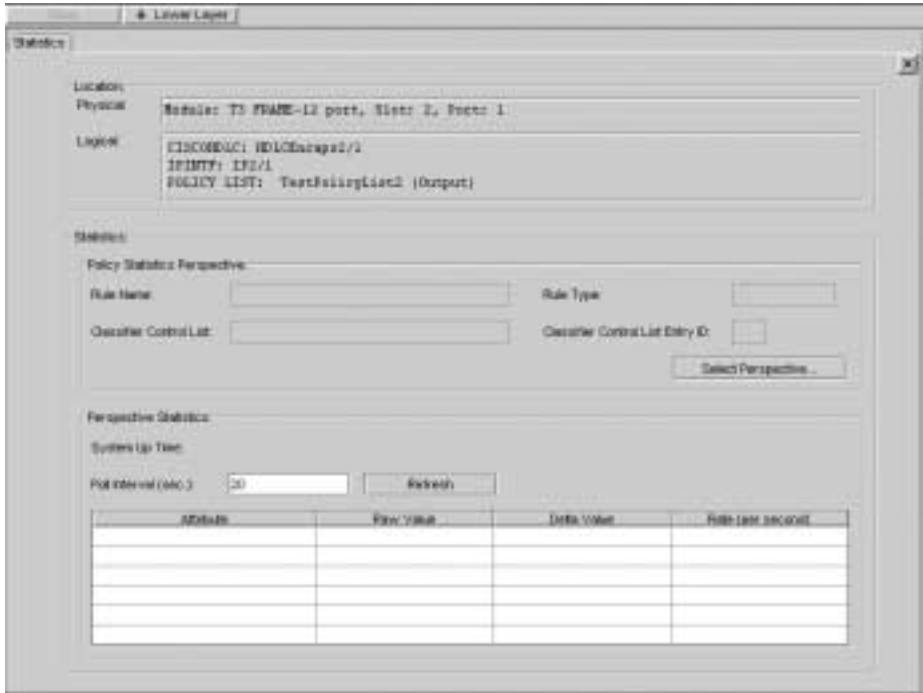 Lower Layer
Statistics
Location:
Physical: Module: T3 FRAME-12 port, Slot: 2, Port: 1
Logical: CISCOHDLC: HDLCEncaps2/1
IPINTF: IP2/1
POLICY LIST: (Output)
Statistics:
Policy Statistics Perspective:
Rule Name: Rule Type:
Classifier Control List: Classifier Control List Entry ID:
Select Perspective...
Perspective Statistics:
System Up Time:
Poll Interval (sec.): 20 Refresh
Attribute Raw Value Delta Value Rate (per second)